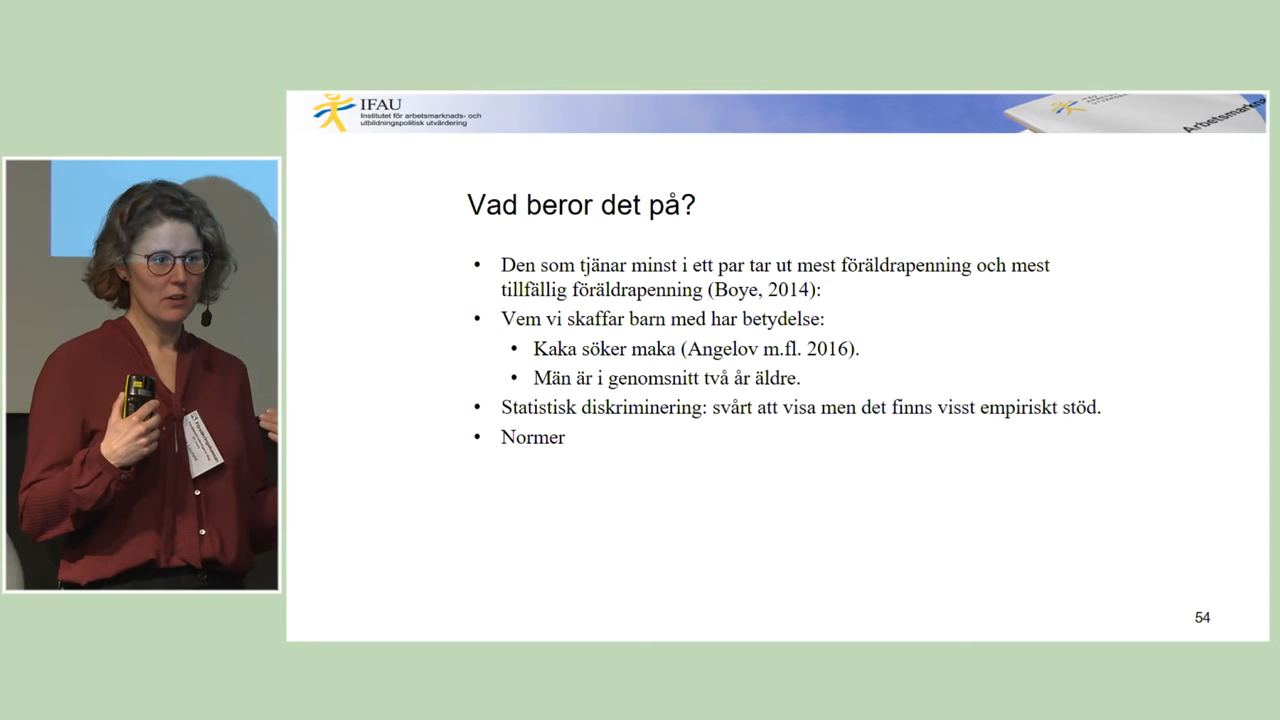 IFAU
Institutet för arbetsmarknads- och
utbildningspolitisk utvärdering
Vad beror det på?
• Den som tjänar minst i ett par tar ut mest föräldrapenning och mest
tillfällig föräldrapenning (Boye, 2014):
• Vem vi skaffar barn med har betydelse:
• Kaka söker maka (Angelov m.fl. 2016).
• Män är i genomsnitt två år äldre.
• Statistisk diskriminering: svårt att visa men det finns visst empiriskt stöd.
• Normer
54